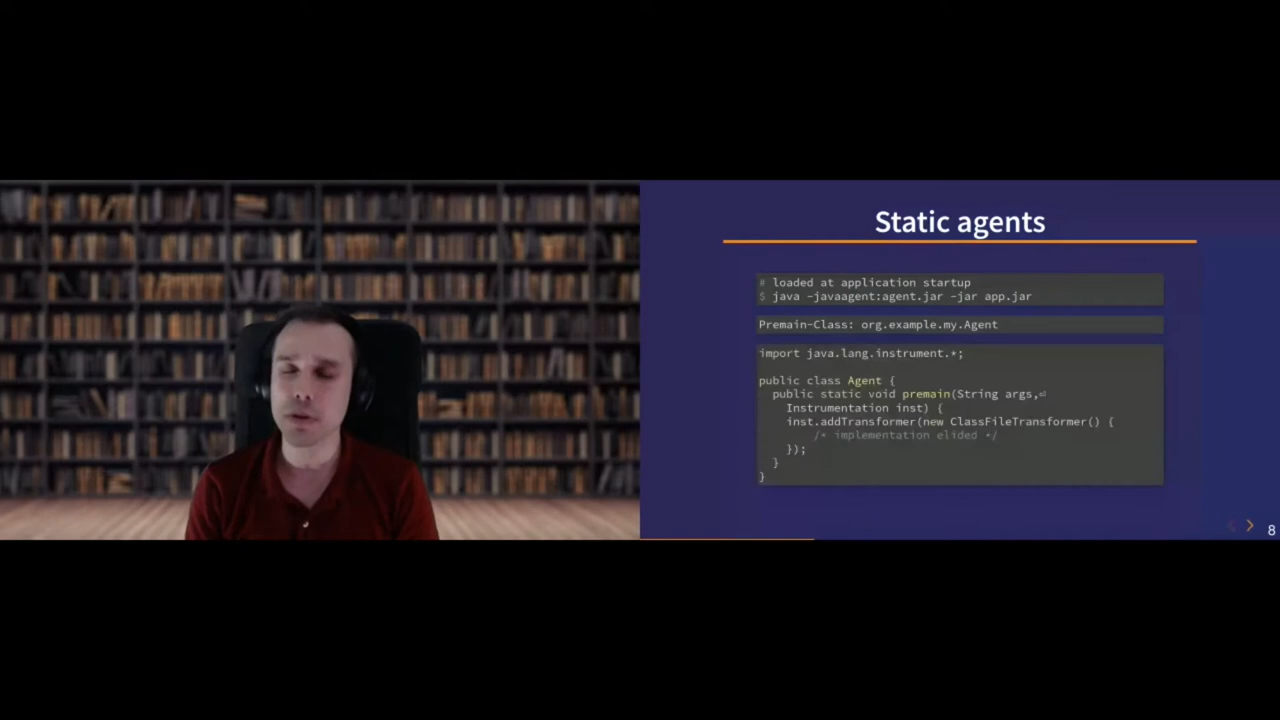 Static agents
# loaded at application startup
$ java -javaagent:agent.jar -jar app.jar
Premain-Class: org.example.my.Agent
import java.lang.instrument.*;
public class Agent {
public static void premain(String args,⏎
Instrumentation inst) {
inst.addTransformer(new ClassFileTransformer() {
/* implementation elided */
});
}
}
8